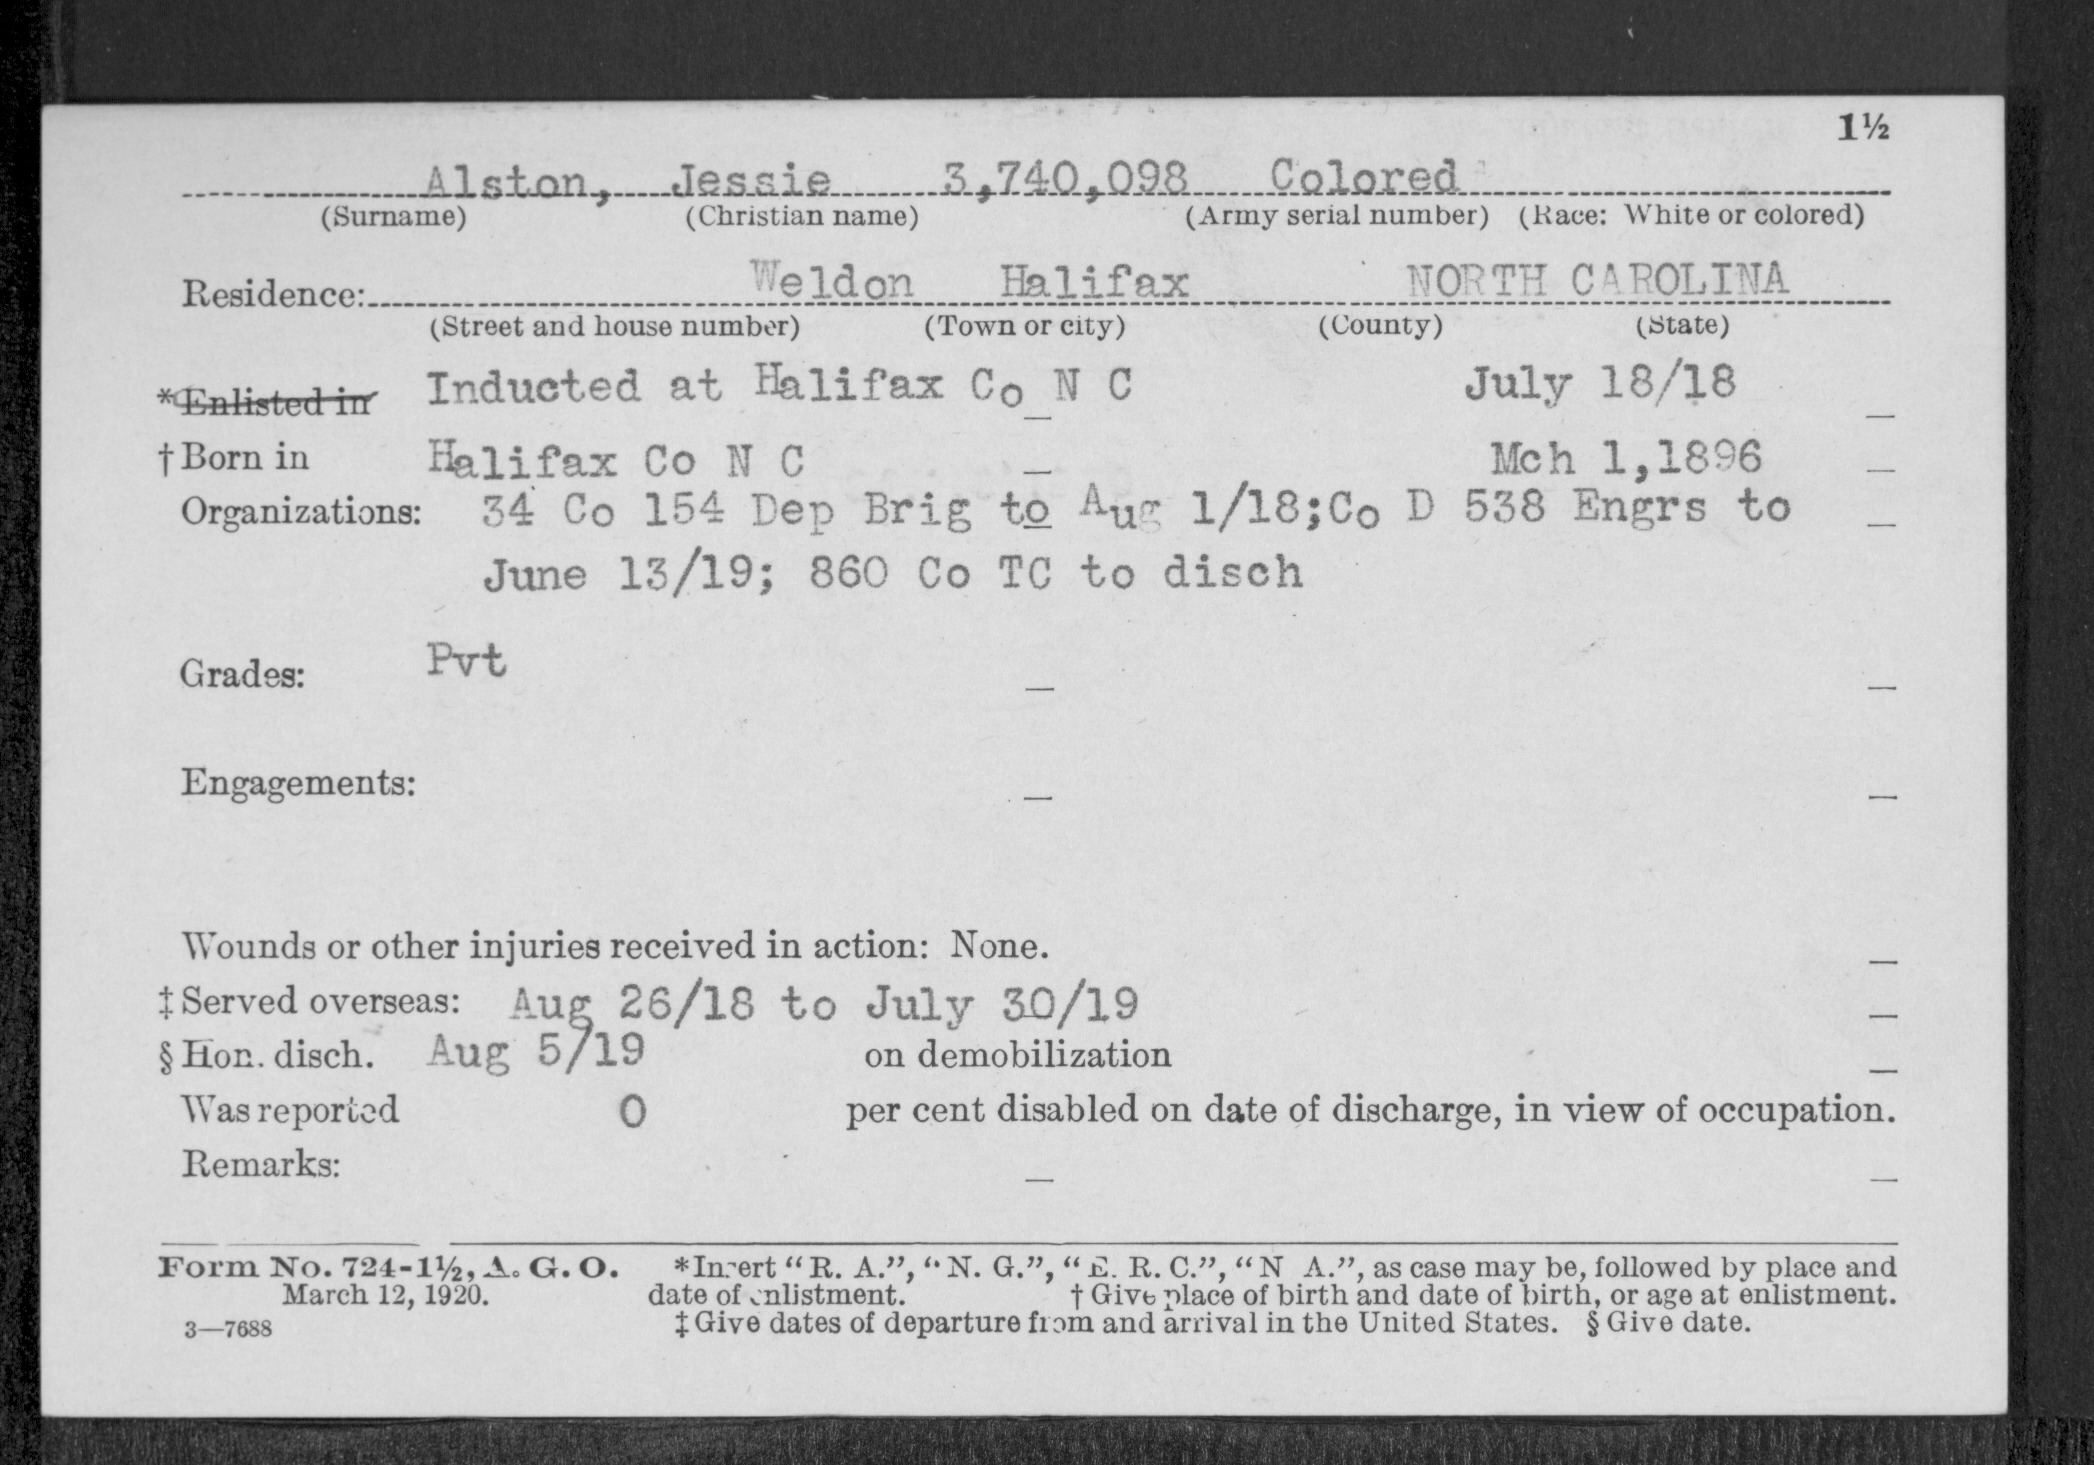 1½
Alston, Jessie 3,740,098 Colored
(Surname) (Christian name) (Army serial number) (Race: White or colored)
Residence: Weldon Halifax NORTH CAROLINA
(Street and house number) (Town or city) (County) (State)
*Enlisted in Inducted at Halifax Co N C July 18/18
†Born in Halifax Co N C Mch 1,1896
Organizations: 34 Co 154 Dep Brig to Aug 1/18;Co D 538 Engrs to
June 13/19; 860 Co TC to disch
Grades: Pvt
Engagements:
Wounds or other injuries received in action: None.
‡Served overseas: Aug 26/18 to July 30/19
§Hon. disch. Aug 5/19 on demobilization
Was reported 0 per cent disabled on date of discharge, in view of occupation.
Remarks:
Form No. 724-1½, A. G. O. *Insert "R. A.", "N. G.", "E. R. C.", "N A.", as case may be, followed by place and
March 12, 1920. date of enlistment. †Give place of birth and date of birth, or age at enlistment.
3—7688 ‡Give dates of departure from and arrival in the United States. §Give date.